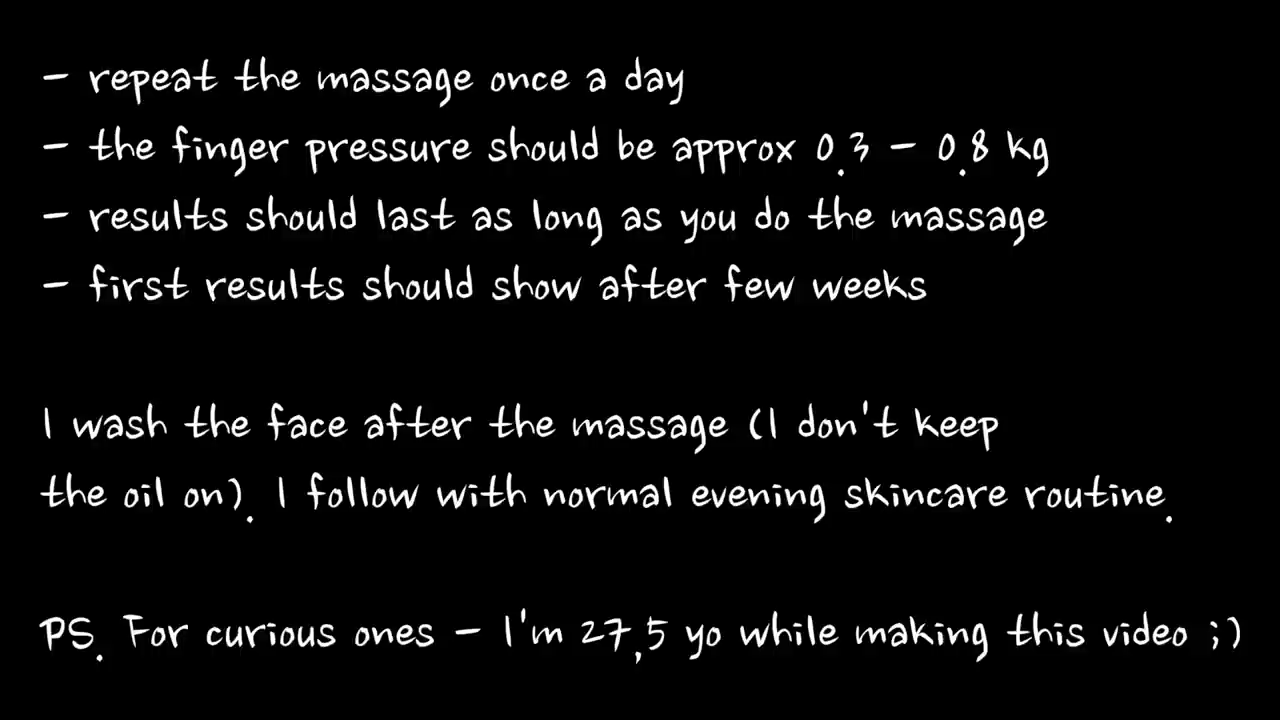 - repeat the massage once a day
- the finger pressure should be approx 0.3 - 0.8 kg
- results should last as long as you do the massage
- first results should show after few weeks
I wash the face after the massage (I don't keep
the oil on). I follow with normal evening skincare routine.
PS. For curious ones - I'm 27,5 yo while making this video ;)